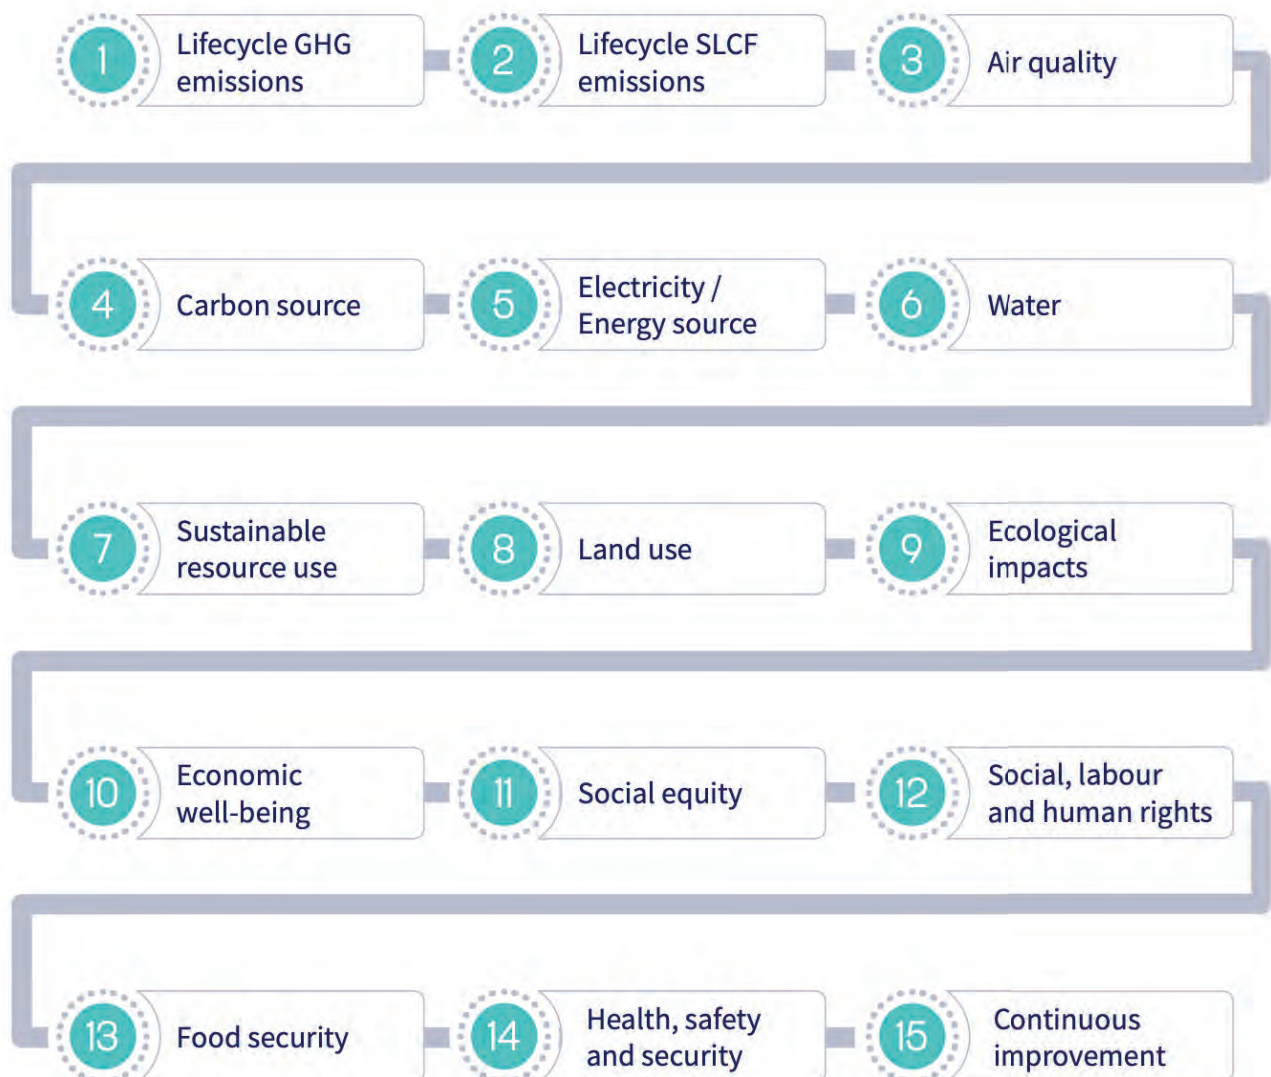 1
Lifecycle GHG
emissions
2
Lifecycle SLCF
emissions
3
Air quality
4
Carbon source
5
Electricity /
Energy source
6
Water
7
Sustainable
resource use
8
Land use
9
Ecological
impacts
10
Economic
well-being
11
Social equity
12
Social, labour
and human rights
13
Food security
14
Health, safety
and security
15
Continuous
improvement